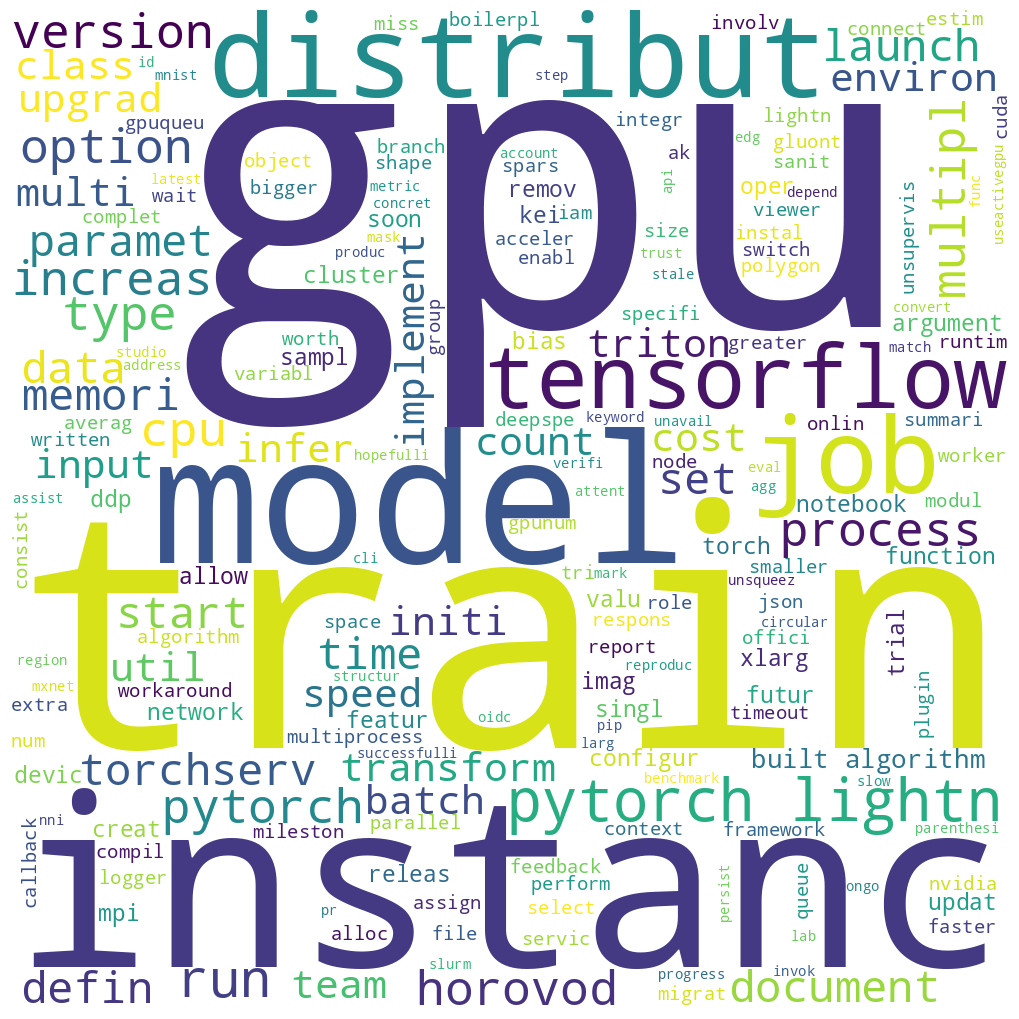 version
distribut
miss
boilerpl
involv
connect
estim
launch
class
id
mnist
step
environ
upgrad
gpuqueu
gpu
integr
lightn
edg
gluont
sanit
multipl
cuda
option
object
branch
shape
account
spars
ak
api
oper
depend
func
useactivegpu
multi
latest
wait
bigger
metric
concret
remov
viewer
unsupervis
complet
soon
kei
iam
size
instal
paramet
mask
produc
acceler
enabl
trust
switch
polygon
increas
cluster
implement
stale
type
group
specifi
convert
argument
worth
sampl
bias
triton
greater
match
runtim
data
studio
address
variabl
tensorflow
memori
averag
cpu
deepspe
keyword
unavail
onlin
summari
written
infer
hopefulli
count
verifi
cost
job
worker
input
model
node
eval
assist
ddp
attent
set
agg
notebook
modul
consist
gpunum
process
torch
function
cli
tri
mark
unsqueez
smaller
allow
train
start
space
initi
valu
role
json
circular
algorithm
respons
offici
trial
region
util
time
report
reproduc
xlarg
mxnet
workaround
structur
imag
futur
plugin
extra
network
speed
featur
oidc
singl
timeout
num
multiprocess
pip
larg
successfulli
configur
built algorithm
devic
torchserv
transform
benchmark
slow
instanc
pytorch
batch
pytorch lightn
callback
nni
creat
mileston
parallel
context
framework
parenthesi
compil
logger
releas
feedback
perform
persist
queue
ongo
nvidia
mpi
pr
assign
select
updat
alloc
file
servic
lab
faster
defin
run
team
slurm
horovod
progress
invok
migrat
document